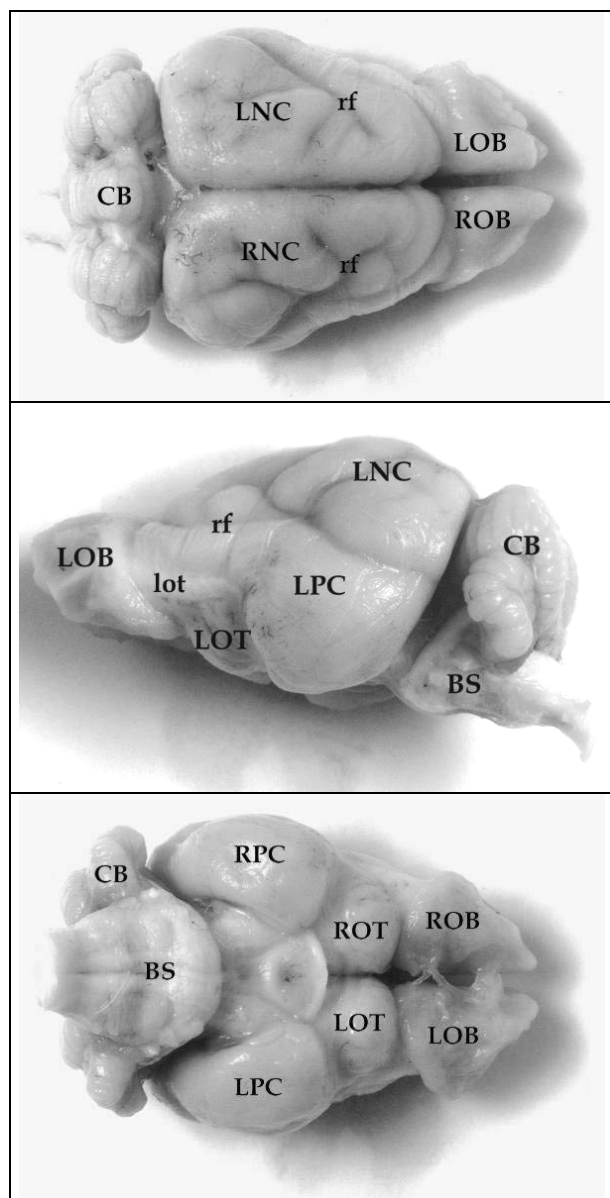 LNC rf
LOB
CB
ROB
RNC
rf
LNC
rf
CB
LOB
lot
LPC
LOT
BS
RPC
CB
ROT
ROB
BS
LOT
LOB
LPC